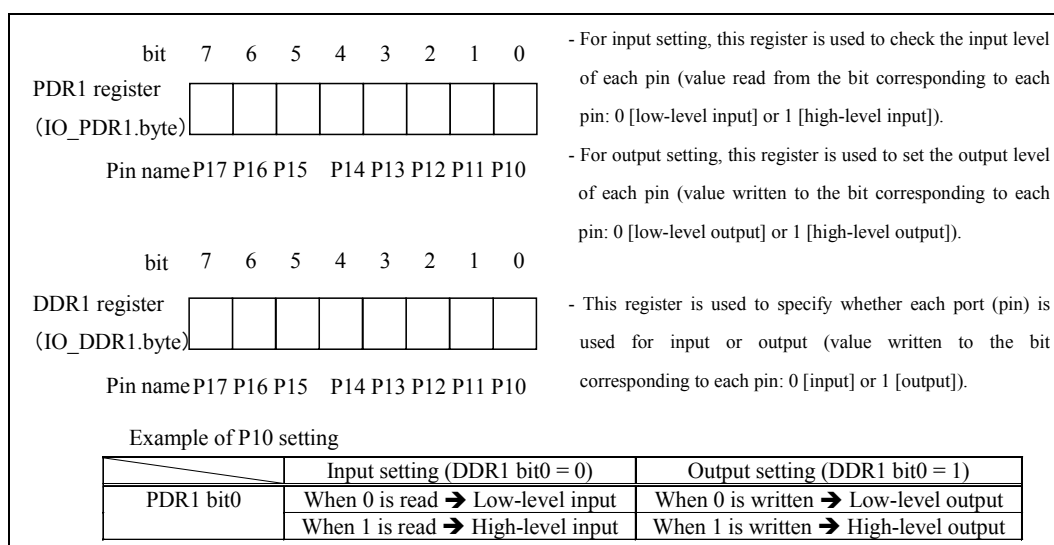 bit 7 6 5 4 3 2 1 0
PDR1 register
（IO_PDR1.byte）
Pin name P17 P16 P15 P14 P13 P12 P11 P10
- For input setting, this register is used to check the input level
of each pin (value read from the bit corresponding to each
pin: 0 [low-level input] or 1 [high-level input]).
- For output setting, this register is used to set the output level
of each pin (value written to the bit corresponding to each
pin: 0 [low-level output] or 1 [high-level output]).
bit 7 6 5 4 3 2 1 0
DDR1 register
（IO_DDR1.byte）
Pin name P17 P16 P15 P14 P13 P12 P11 P10
- This register is used to specify whether each port (pin) is
used for input or output (value written to the bit
corresponding to each pin: 0 [input] or 1 [output]).
Example of P10 setting
Input setting (DDR1 bit0 = 0) Output setting (DDR1 bit0 = 1)
PDR1 bit0 When 0 is read ➔ Low-level input When 0 is written ➔ Low-level output
When 1 is read ➔ High-level input When 1 is written ➔ High-level output